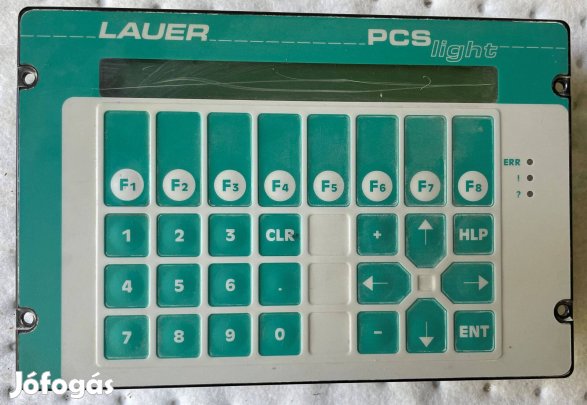 LAUER PCS light
F1 F2 F3 F4 F5 F6 F7 F8
ERR
!
?
1 2 3 CLR + ↑ HLP
4 5 6 . ← →
7 8 9 0 - ↓ ENT
Jófogás